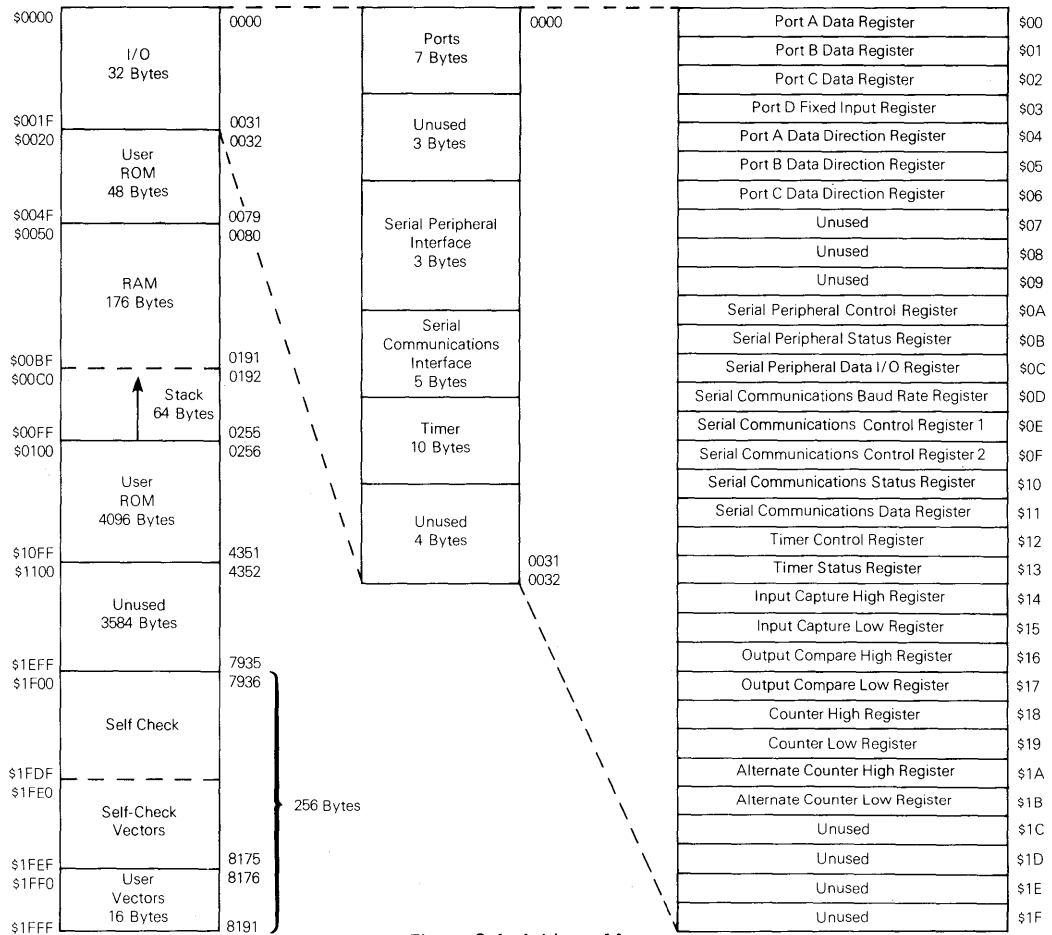 $0000
0000
I/O
32 Bytes
$001F
0031
$0020
0032
User
ROM
48 Bytes
$004F
0079
$0050
0080
RAM
176 Bytes
$00BF
0191
$00C0
0192
Stack
64 Bytes
$00FF
0255
$0100
0256
User
ROM
4096 Bytes
$10FF
4351
$1100
4352
Unused
3584 Bytes
$1EFF
7935
$1F00
7936
Self Check
$1FDF
$1FE0
Self-Check
Vectors
256 Bytes
$1FEF
8175
$1FF0
8176
User
Vectors
16 Bytes
$1FFF
8191
0000
Ports
7 Bytes
Unused
3 Bytes
Serial Peripheral
Interface
3 Bytes
Serial
Communications
Interface
5 Bytes
Timer
10 Bytes
Unused
4 Bytes
0031
0032
Port A Data Register $00
Port B Data Register $01
Port C Data Register $02
Port D Fixed Input Register $03
Port A Data Direction Register $04
Port B Data Direction Register $05
Port C Data Direction Register $06
Unused $07
Unused $08
Unused $09
Serial Peripheral Control Register $0A
Serial Peripheral Status Register $0B
Serial Peripheral Data I/O Register $0C
Serial Communications Baud Rate Register $0D
Serial Communications Control Register 1 $0E
Serial Communications Control Register 2 $0F
Serial Communications Status Register $10
Serial Communications Data Register $11
Timer Control Register $12
Timer Status Register $13
Input Capture High Register $14
Input Capture Low Register $15
Output Compare High Register $16
Output Compare Low Register $17
Counter High Register $18
Counter Low Register $19
Alternate Counter High Register $1A
Alternate Counter Low Register $1B
Unused $1C
Unused $1D
Unused $1E
Unused $1F